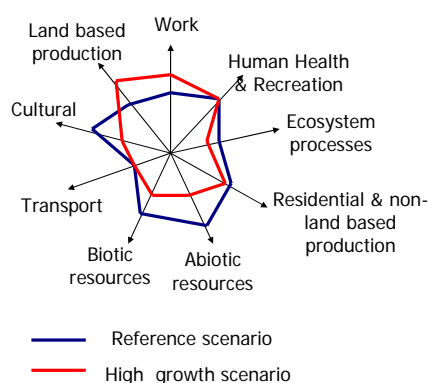 Work
Land based
production
Human Health
& Recreation
Cultural
Ecosystem
processes
Transport
Residential & non-
land based
production
Biotic
resources
Abiotic
resources
Reference scenario
High growth scenario